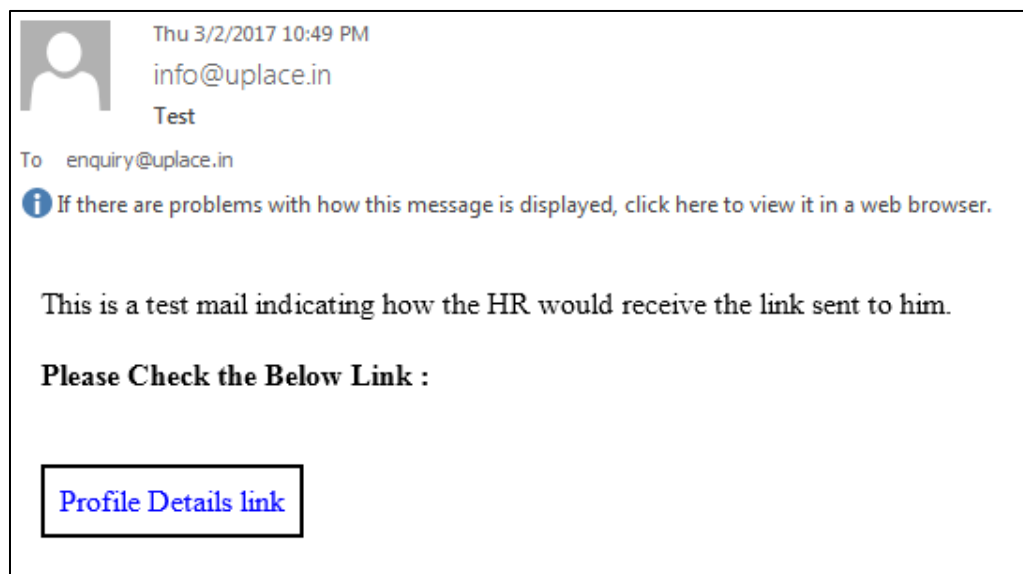 Thu 3/2/2017 10:49 PM
info@uplace.in
Test
To enquiry@uplace.in
If there are problems with how this message is displayed, click here to view it in a web browser.
This is a test mail indicating how the HR would receive the link sent to him.
Please Check the Below Link :
Profile Details link